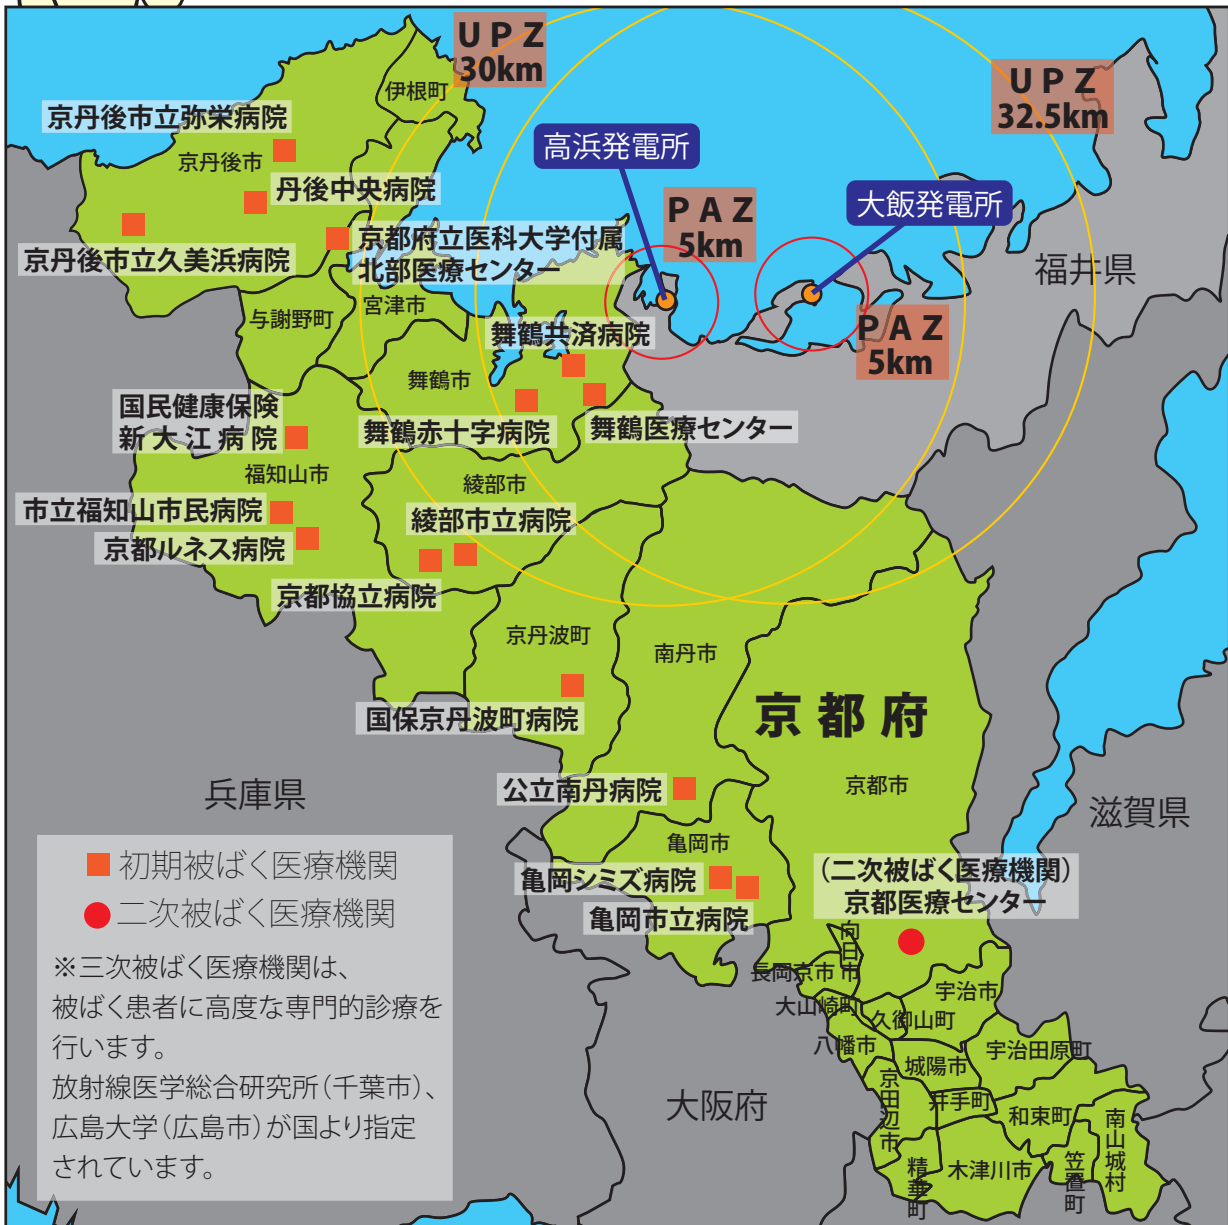 UPZ
30km
UPZ
32.5km
伊根町
京丹後市立弥栄病院
京丹後市
高浜発電所
丹後中央病院
PAZ
5km
大飯発電所
京都府立医科大学付属
北部医療センター
京丹後市立久美浜病院
福井県
宮津市
与謝野町
PAZ
5km
舞鶴共済病院
舞鶴市
国民健康保険
新大江病院
舞鶴赤十字病院
舞鶴医療センター
福知山市
綾部市
市立福知山市民病院
綾部市立病院
京都ルネス病院
京都協立病院
京丹波町
南丹市
国保京丹波町病院
京都府
公立南丹病院
京都市
兵庫県
滋賀県
亀岡市
亀岡シミズ病院
亀岡市立病院
(二次被ばく医療機関)
京都医療センター
初期被ばく医療機関
二次被ばく医療機関
※三次被ばく医療機関は、
被ばく患者に高度な専門的診療を
行います。
放射線医学総合研究所(千葉市)、
広島大学(広島市)が国より指定
されています。
向日市
長岡京市
大山崎町
宇治市
久御山町
八幡市
城陽市
宇治田原町
大阪府
京田辺市
井手町
和束町
南山城村
精華町
木津川市
笠置町